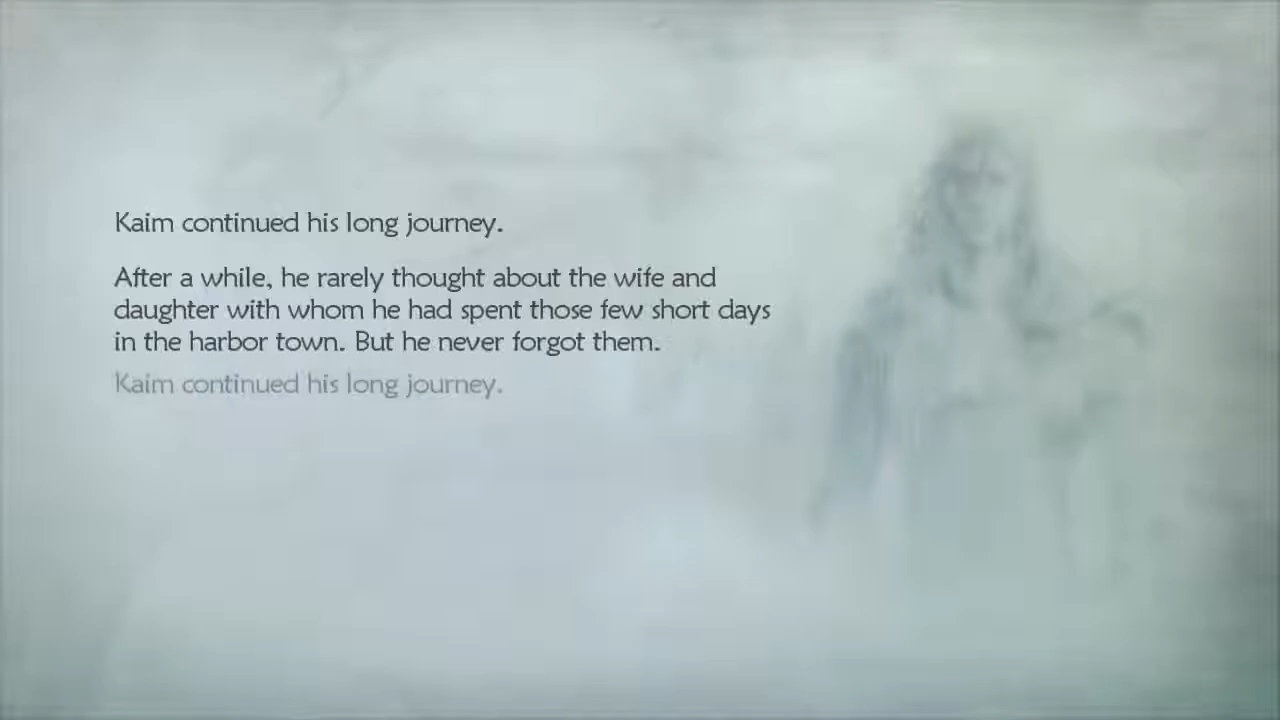 Kaim continued his long journey.
After a while, he rarely thought about the wife and
daughter with whom he had spent those few short days
in the harbor town. But he never forgot them.
Kaim continued his long journey.